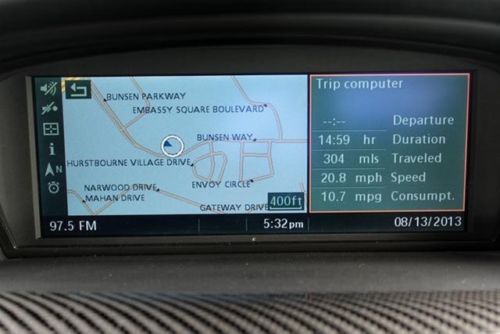 BUNSEN PARKWAY
EMBASSY SQUARE BOULEVARD
BUNSEN WAY
HURSTBOURNE VILLAGE DRIVE
NARWOOD DRIVE
ENVOY CIRCLE
MAHAN DRIVE
GATEWAY DRIVE
400ft
i
N
Trip computer
--:-- Departure
14:59 hr Duration
304 mls Traveled
20.8 mph Speed
10.7 mpg Consumpt.
97.5 FM
5:32pm
08/13/2013